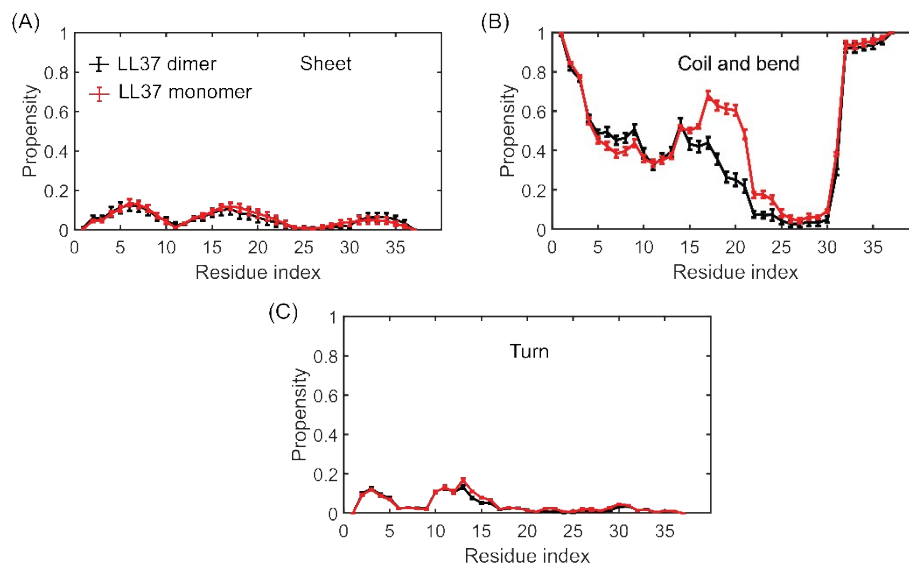 (A)
1
0.8
0.6
0.4
0.2
0
Propensity
LL37 dimer
LL37 monomer
Sheet
0 5 10 15 20 25 30 35
Residue index
(B)
1
0.8
0.6
0.4
0.2
0
Propensity
Coil and bend
0 5 10 15 20 25 30 35
Residue index
(C)
1
0.8
0.6
0.4
0.2
0
Propensity
Turn
0 5 10 15 20 25 30 35
Residue index